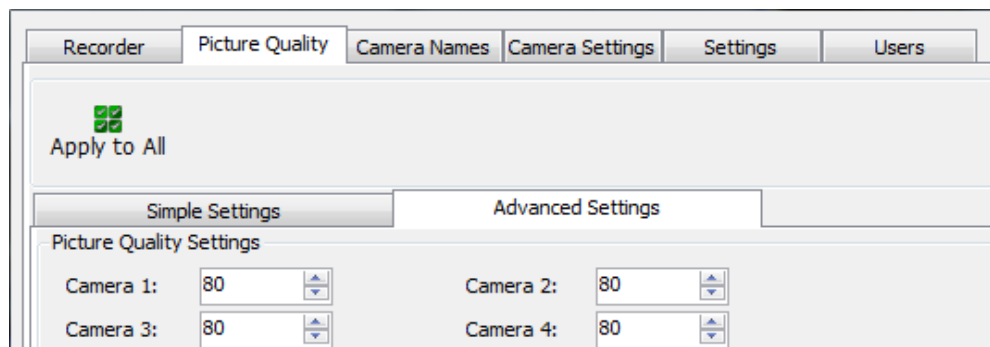 Recorder Picture Quality Camera Names Camera Settings Settings Users
Apply to All
Simple Settings Advanced Settings
Picture Quality Settings
Camera 1: 80 Camera 2: 80
Camera 3: 80 Camera 4: 80